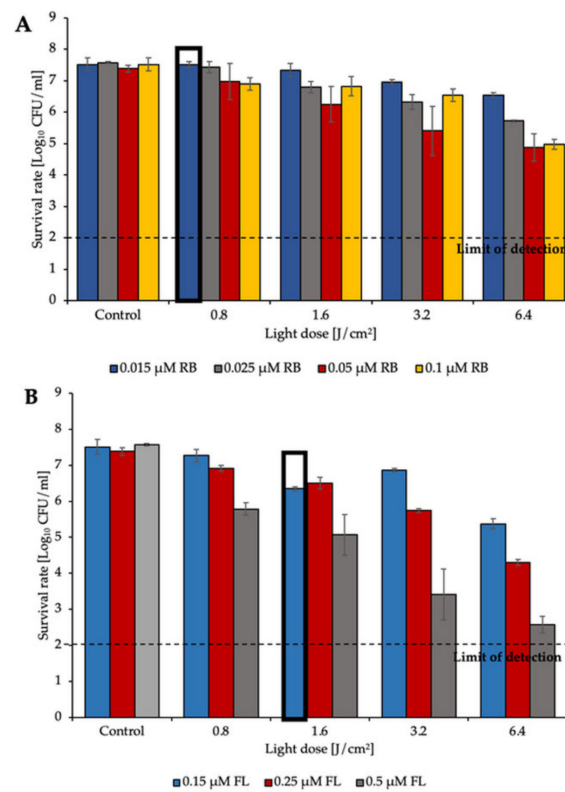 A
Survival rate [Log₁₀ CFU/ml]
9
8
7
6
5
4
3
2
1
0
Limit of detection
Control 0.8 1.6 3.2 6.4
Light dose [J/cm²]
0.015 µM RB 0.025 µM RB 0.05 µM RB 0.1 µM RB
B
Survival rate [Log₁₀ CFU/ml]
9
8
7
6
5
4
3
2
1
0
Limit of detection
Control 0.8 1.6 3.2 6.4
Light dose [J/cm²]
0.15 µM FL 0.25 µM FL 0.5 µM FL